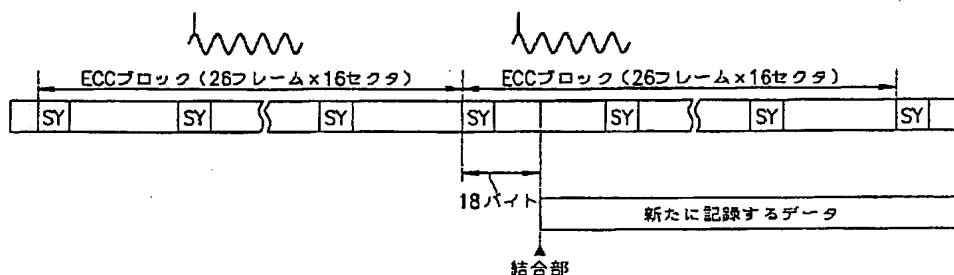 ECCブロック(26フレーム×16セクタ) ECCブロック(26フレーム×16セクタ)
SY SY SY SY SY SY SY
18バイト
新たに記録するデータ
結合部